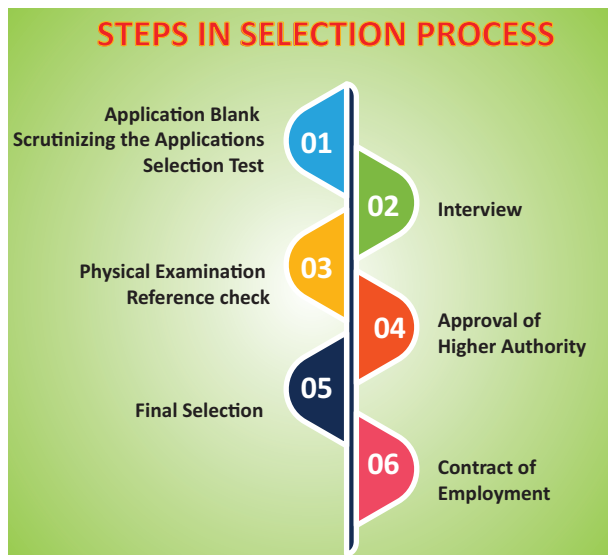 STEPS IN SELECTION PROCESS
Application Blank
Scrutinizing the Applications
Selection Test
01
02
Interview
Physical Examination
Reference check
03
04
Approval of
Higher Authority
05
Final Selection
06
Contract of
Employment